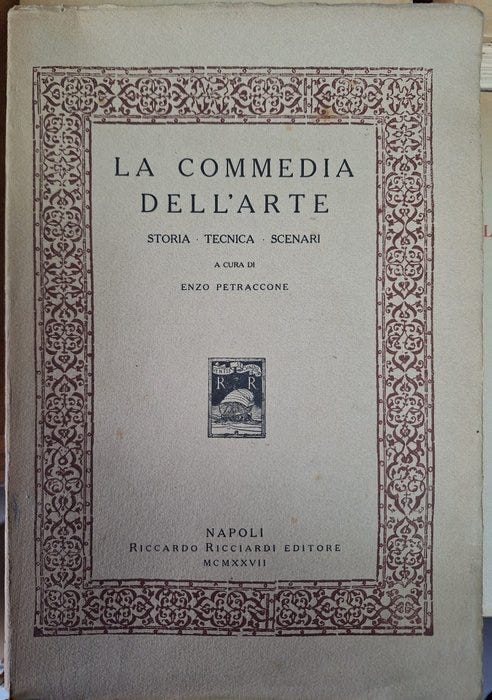 LA COMMEDIA
DELL'ARTE
STORIA · TECNICA · SCENARI
A CURA DI
ENZO PETRACCONE
R R
NAPOLI
RICCARDO RICCIARDI EDITORE
MCMXXVII